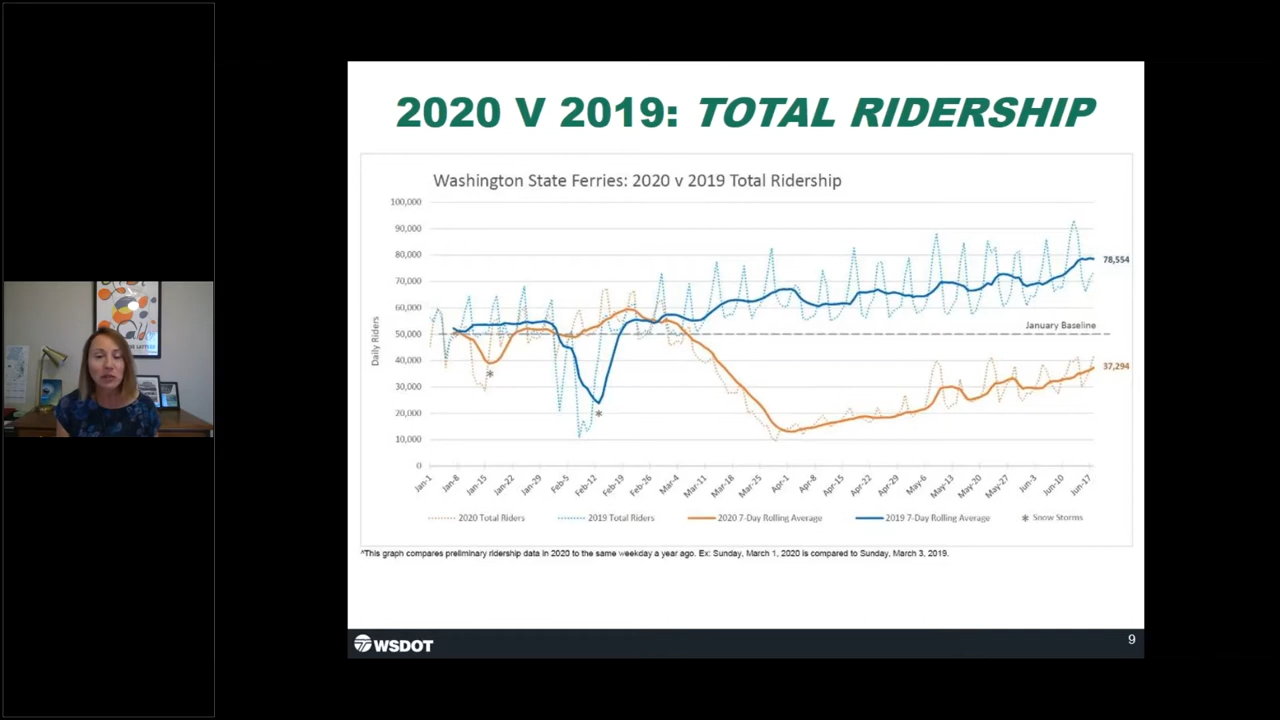 2020 V 2019: TOTAL RIDERSHIP
Washington State Ferries: 2020 v 2019 Total Ridership
100,000
90,000
80,000
70,000
60,000
50,000
40,000
30,000
20,000
10,000
0
Daily Riders
78,554
January Baseline
37,294
*
*
Jan-1 Jan-8 Jan-15 Jan-22 Jan-29 Feb-5 Feb-12 Feb-19 Feb-26 Mar-4 Mar-11 Mar-18 Mar-25 Apr-1 Apr-8 Apr-15 Apr-22 Apr-29 May-6 May-13 May-20 May-27 Jun-3 Jun-10 Jun-17
2020 Total Riders 2019 Total Riders 2020 7-Day Rolling Average 2019 7-Day Rolling Average * Snow Storms
*This graph compares preliminary ridership data in 2020 to the same weekday a year ago. Ex: Sunday, March 1, 2020 is compared to Sunday, March 3, 2019.
WSDOT
9